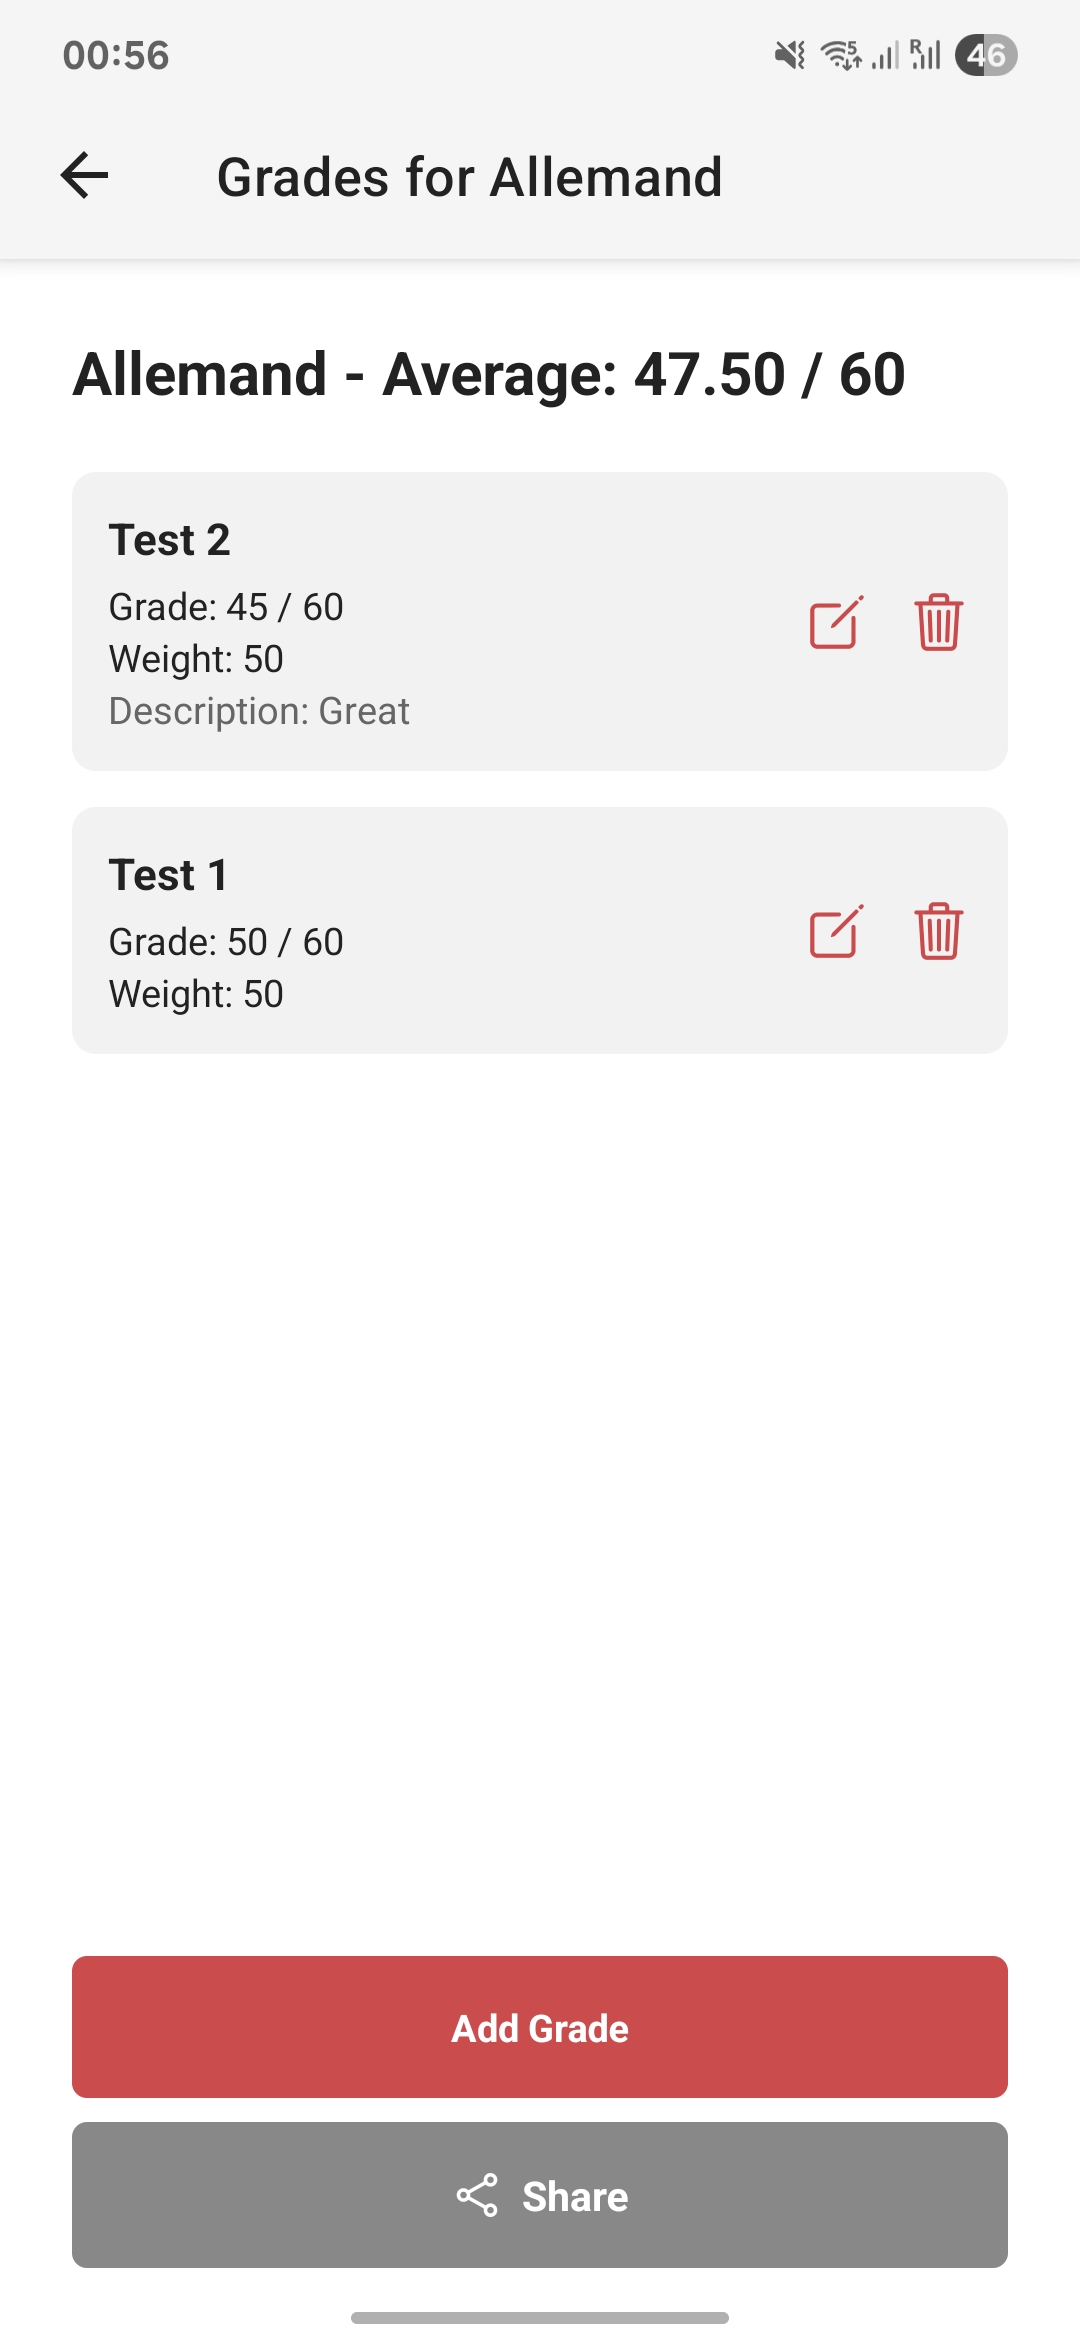 00:56
5 R 46
Grades for Allemand
Allemand - Average: 47.50 / 60
Test 2
Grade: 45 / 60
Weight: 50
Description: Great
Test 1
Grade: 50 / 60
Weight: 50
Add Grade
Share